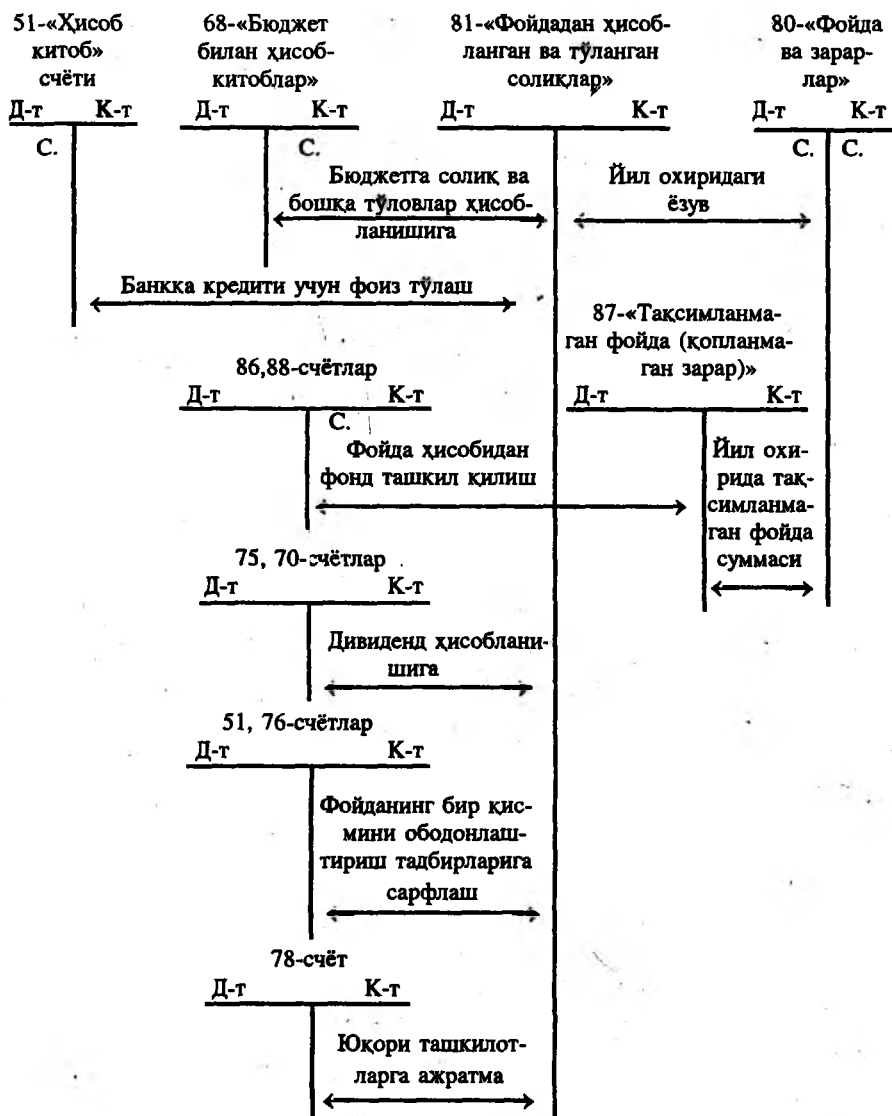 51-«Ҳисоб китоб» счёти
Д-т К-т
С.
68-«Бюджет билан ҳисоб-китоблар»
Д-т К-т
С.
81-«Фойдадан ҳисоб-
ланган ва тўланган
солиқлар»
Д-т К-т
80-«Фойда
ва зарар-
лар»
Д-т К-т
С. С.
Бюджетга солиқ ва
бошқа тўловлар ҳисоб-
ланишига
Йил охиридаги
ёзув
Банкка кредити учун фоиз тўлаш
87-«Тақсимланма-
ган фойда (қопланма-
ган зарар)»
Д-т К-т
86,88-счётлар
Д-т К-т
С.
Фойда ҳисобидан
фонд ташкил қилиш
Йил охи-
рида тақ-
симланма-
ган фойда
суммаси
75, 70-счётлар
Д-т К-т
Дивиденд ҳисоблани-
шига
51, 76-счётлар
Д-т К-т
Фойданинг бир қис-
мини ободонлаш-
тириш тадбирларига
сарфлаш
78-счёт
Д-т К-т
Юқори ташкилот-
ларга ажратма